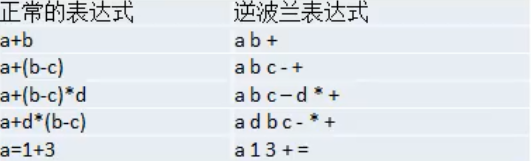 正常的表达式 逆波兰表达式
a+b a b +
a+(b-c) a b c - +
a+(b-c)*d a b c – d * +
a+d*(b-c) a d b c - * +
a=1+3 a 1 3 + =